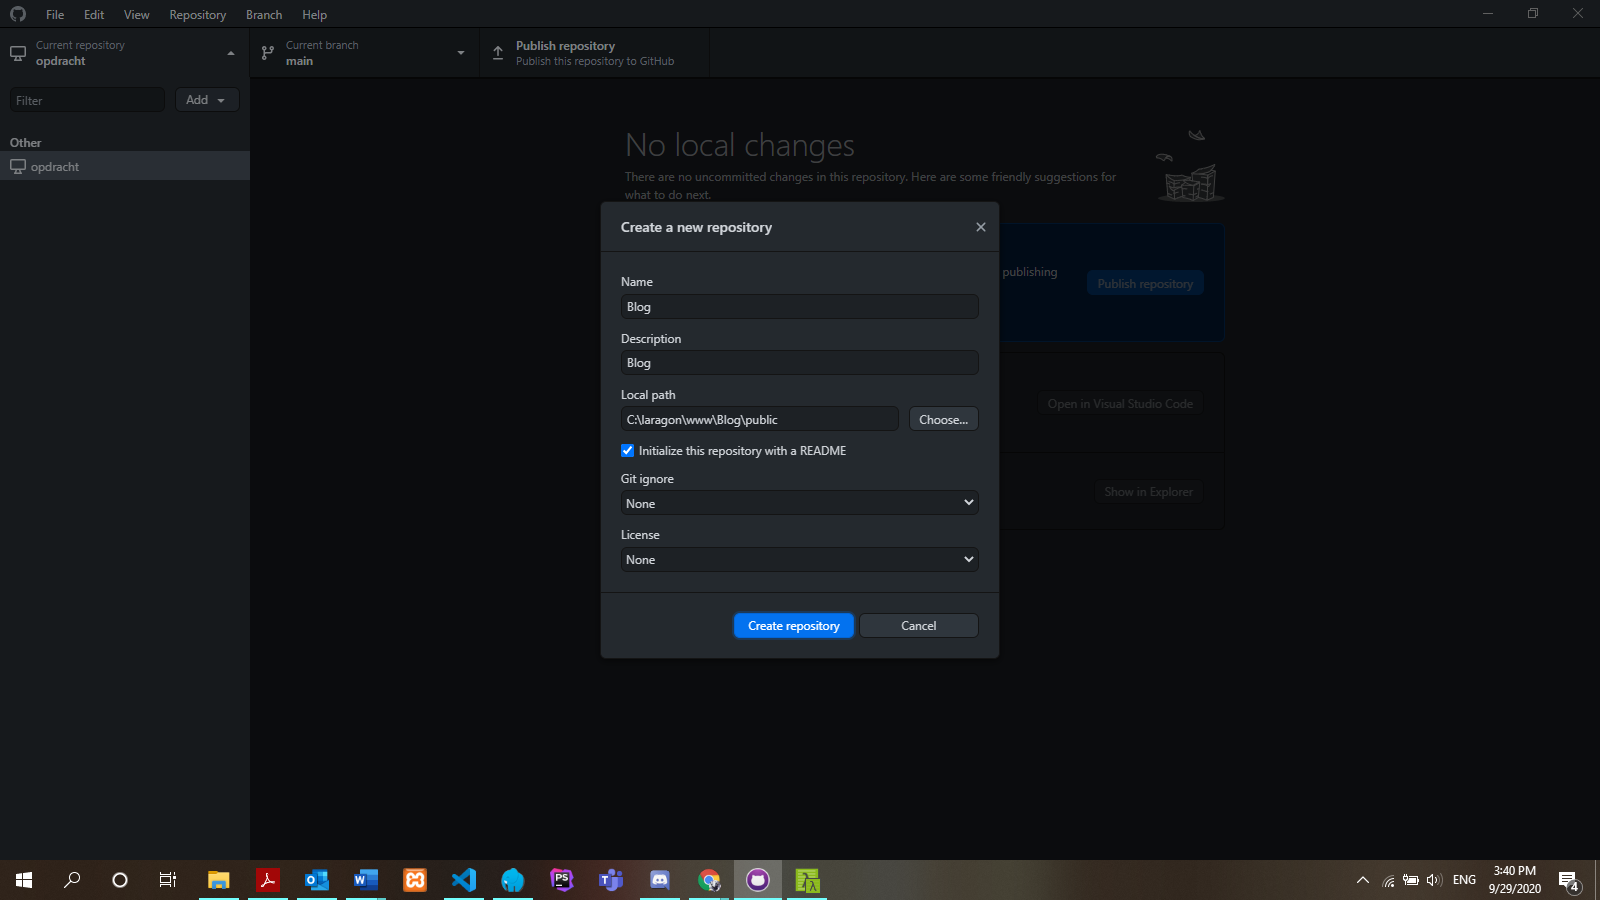 File Edit View Repository Branch Help
Current repository
opdracht
Current branch
main
Publish repository
Publish this repository to GitHub
Filter
Add
Other
opdracht
No local changes
There are no uncommitted changes in this repository. Here are some friendly suggestions for
what to do next.
publishing
Publish repository
Open in Visual Studio Code
Show in Explorer
Create a new repository
Name
Blog
Description
Blog
Local path
C:\laragon\www\Blog\public
Choose...
Initialize this repository with a README
Git ignore
None
License
None
Create repository
Cancel
ENG
3:40 PM
9/29/2020
4